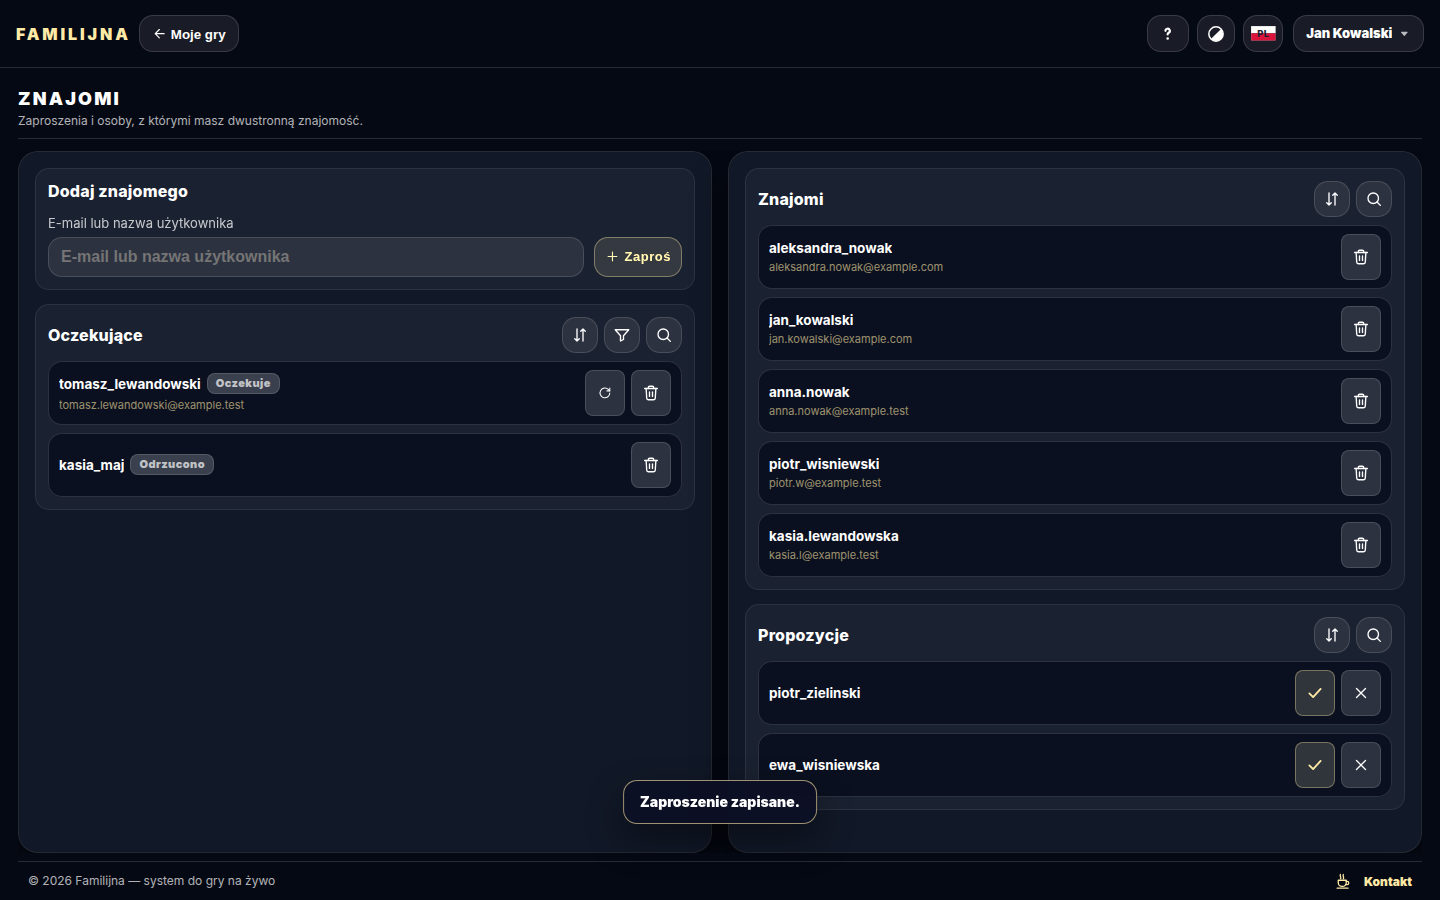 FAMILIJNA
← Moje gry
?
PL
Jan Kowalski
ZNAJOMI
Zaproszenia i osoby, z którymi masz dwustronną znajomość.
Dodaj znajomego
E-mail lub nazwa użytkownika
E-mail lub nazwa użytkownika
+ Zaproś
Oczekujące
tomasz_lewandowski Oczekuje
tomasz.lewandowski@example.test
kasia_maj Odrzucono
Znajomi
aleksandra_nowak
aleksandra.nowak@example.com
jan_kowalski
jan.kowalski@example.com
anna.nowak
anna.nowak@example.test
piotr_wisniewski
piotr.w@example.test
kasia.lewandowska
kasia.l@example.test
Propozycje
piotr_zielinski
ewa_wisniewska
Zaproszenie zapisane.
© 2026 Familijna — system do gry na żywo
Kontakt